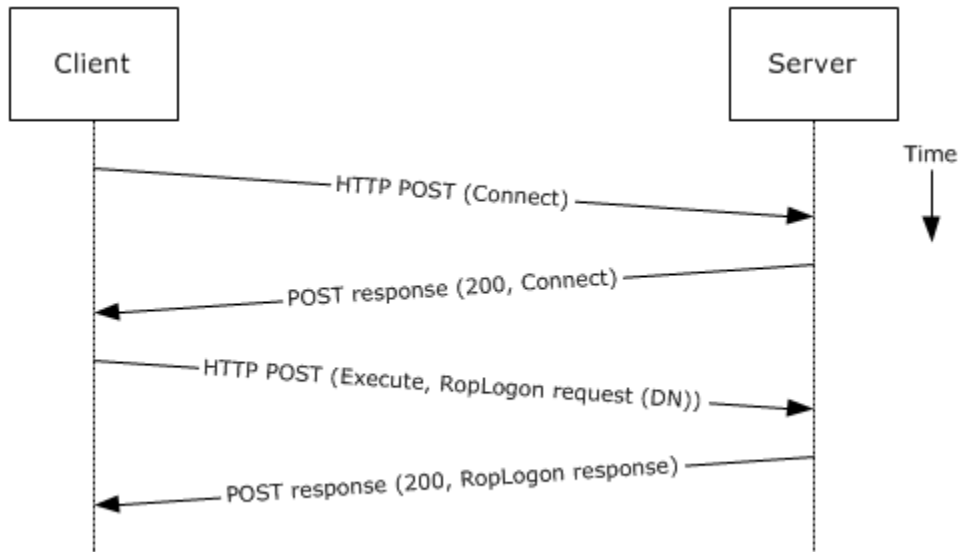 Client
Server
Time
HTTP POST (Connect)
POST response (200, Connect)
HTTP POST (Execute, RopLogon request (DN))
POST response (200, RopLogon response)